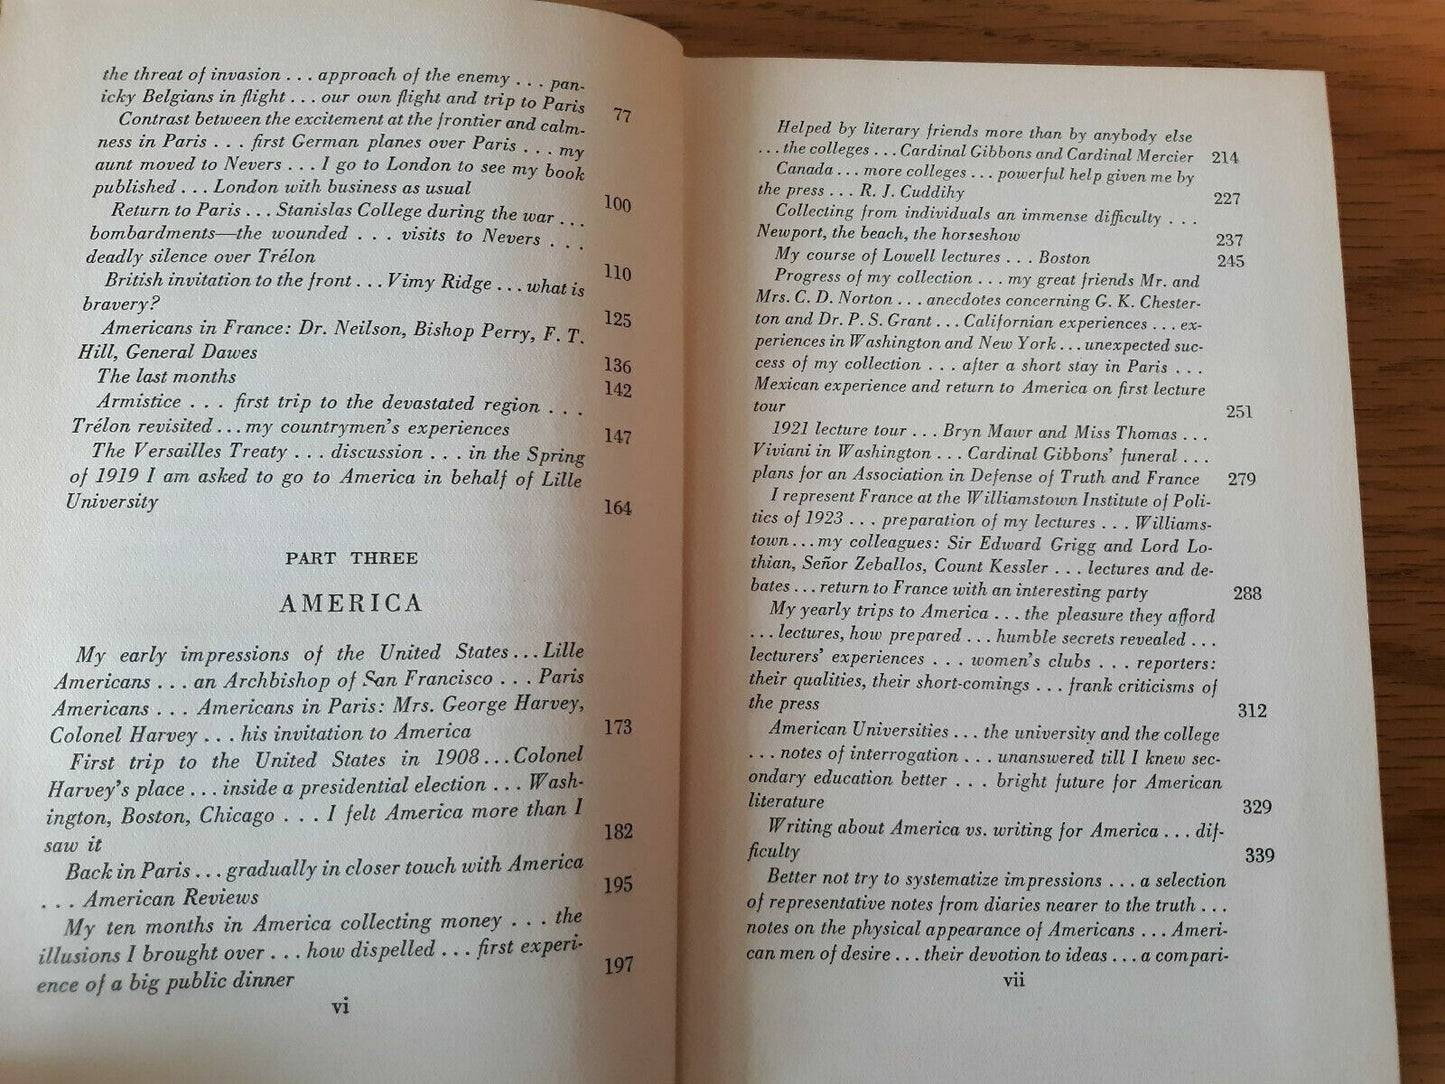 the threat of invasion . . . approach of the enemy . . . pan-
icky Belgians in flight . . . our own flight and trip to Paris 77
Contrast between the excitement at the frontier and calm-
ness in Paris . . . first German planes over Paris . . . my
aunt moved to Nevers . . . I go to London to see my book
published . . . London with business as usual 100
Return to Paris . . . Stanislas College during the war . . .
bombardments—the wounded . . . visits to Nevers . . .
deadly silence over Trélon 110
British invitation to the front . . . Vimy Ridge . . . what is
bravery? 125
Americans in France: Dr. Neilson, Bishop Perry, F. T.
Hill, General Dawes 136
The last months 142
Armistice . . . first trip to the devastated region . . .
Trélon revisited . . . my countrymen's experiences 147
The Versailles Treaty . . . discussion . . . in the Spring
of 1919 I am asked to go to America in behalf of Lille
University 164
PART THREE
AMERICA
My early impressions of the United States . . . Lille
Americans . . . an Archbishop of San Francisco . . . Paris
Americans . . . Americans in Paris: Mrs. George Harvey,
Colonel Harvey . . . his invitation to America 173
First trip to the United States in 1908 . . . Colonel
Harvey's place . . . inside a presidential election . . . Wash-
ington, Boston, Chicago . . . I felt America more than I
saw it 182
Back in Paris . . . gradually in closer touch with America
. . . American Reviews 195
My ten months in America collecting money . . . the
illusions I brought over . . . how dispelled . . . first experi-
ence of a big public dinner 197
vi
Helped by literary friends more than by anybody else
. . . the colleges . . . Cardinal Gibbons and Cardinal Mercier 214
Canada . . . more colleges . . . powerful help given me by
the press . . . R. J. Cuddihy 227
Collecting from individuals an immense difficulty . . .
Newport, the beach, the horseshow 237
My course of Lowell lectures . . . Boston 245
Progress of my collection . . . my great friends Mr. and
Mrs. C. D. Norton . . . anecdotes concerning G. K. Chester-
ton and Dr. P. S. Grant . . . Californian experiences . . . ex-
periences in Washington and New York . . . unexpected suc-
cess of my collection . . . after a short stay in Paris . . .
Mexican experience and return to America on first lecture
tour 251
1921 lecture tour . . . Bryn Mawr and Miss Thomas . . .
Viviani in Washington . . . Cardinal Gibbons' funeral . . .
plans for an Association in Defense of Truth and France 279
I represent France at the Williamstown Institute of Poli-
tics of 1923 . . . preparation of my lectures . . . Williams-
town . . . my colleagues: Sir Edward Grigg and Lord Lo-
thian, Señor Zeballos, Count Kessler . . . lectures and de-
bates . . . return to France with an interesting party 288
My yearly trips to America . . . the pleasure they afford
. . . lectures, how prepared . . . humble secrets revealed . . .
lecturers' experiences . . . women's clubs . . . reporters:
their qualities, their short-comings . . . frank criticisms of
the press 312
American Universities . . . the university and the college
. . . notes of interrogation . . . unanswered till I knew sec-
ondary education better . . . bright future for American
literature 329
Writing about America vs. writing for America . . . dif-
ficulty 339
Better not try to systematize impressions . . . a selection
of representative notes from diaries nearer to the truth . . .
notes on the physical appearance of Americans . . . Ameri-
can men of desire . . . their devotion to ideas . . . a compari-
vii